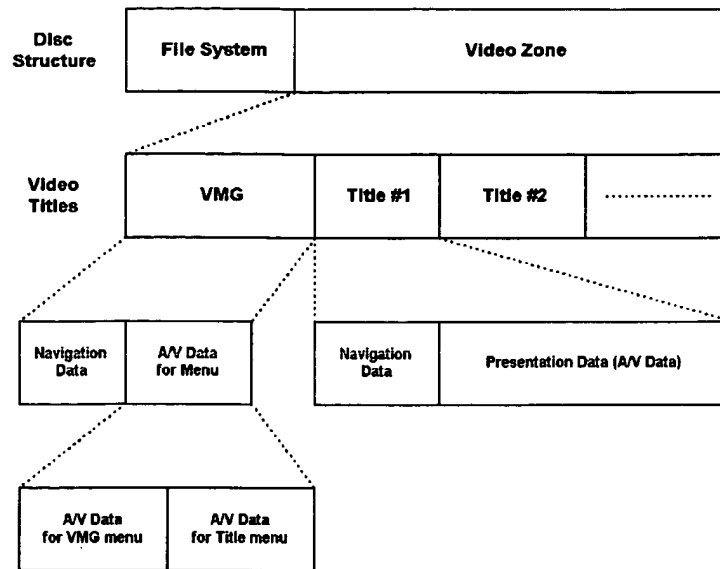 Disc
Structure
File System
Video Zone
Video
Titles
VMG
Title #1
Title #2
Navigation
Data
A/V Data
for Menu
Navigation
Data
Presentation Data (A/V Data)
A/V Data
for VMG menu
A/V Data
for Title menu